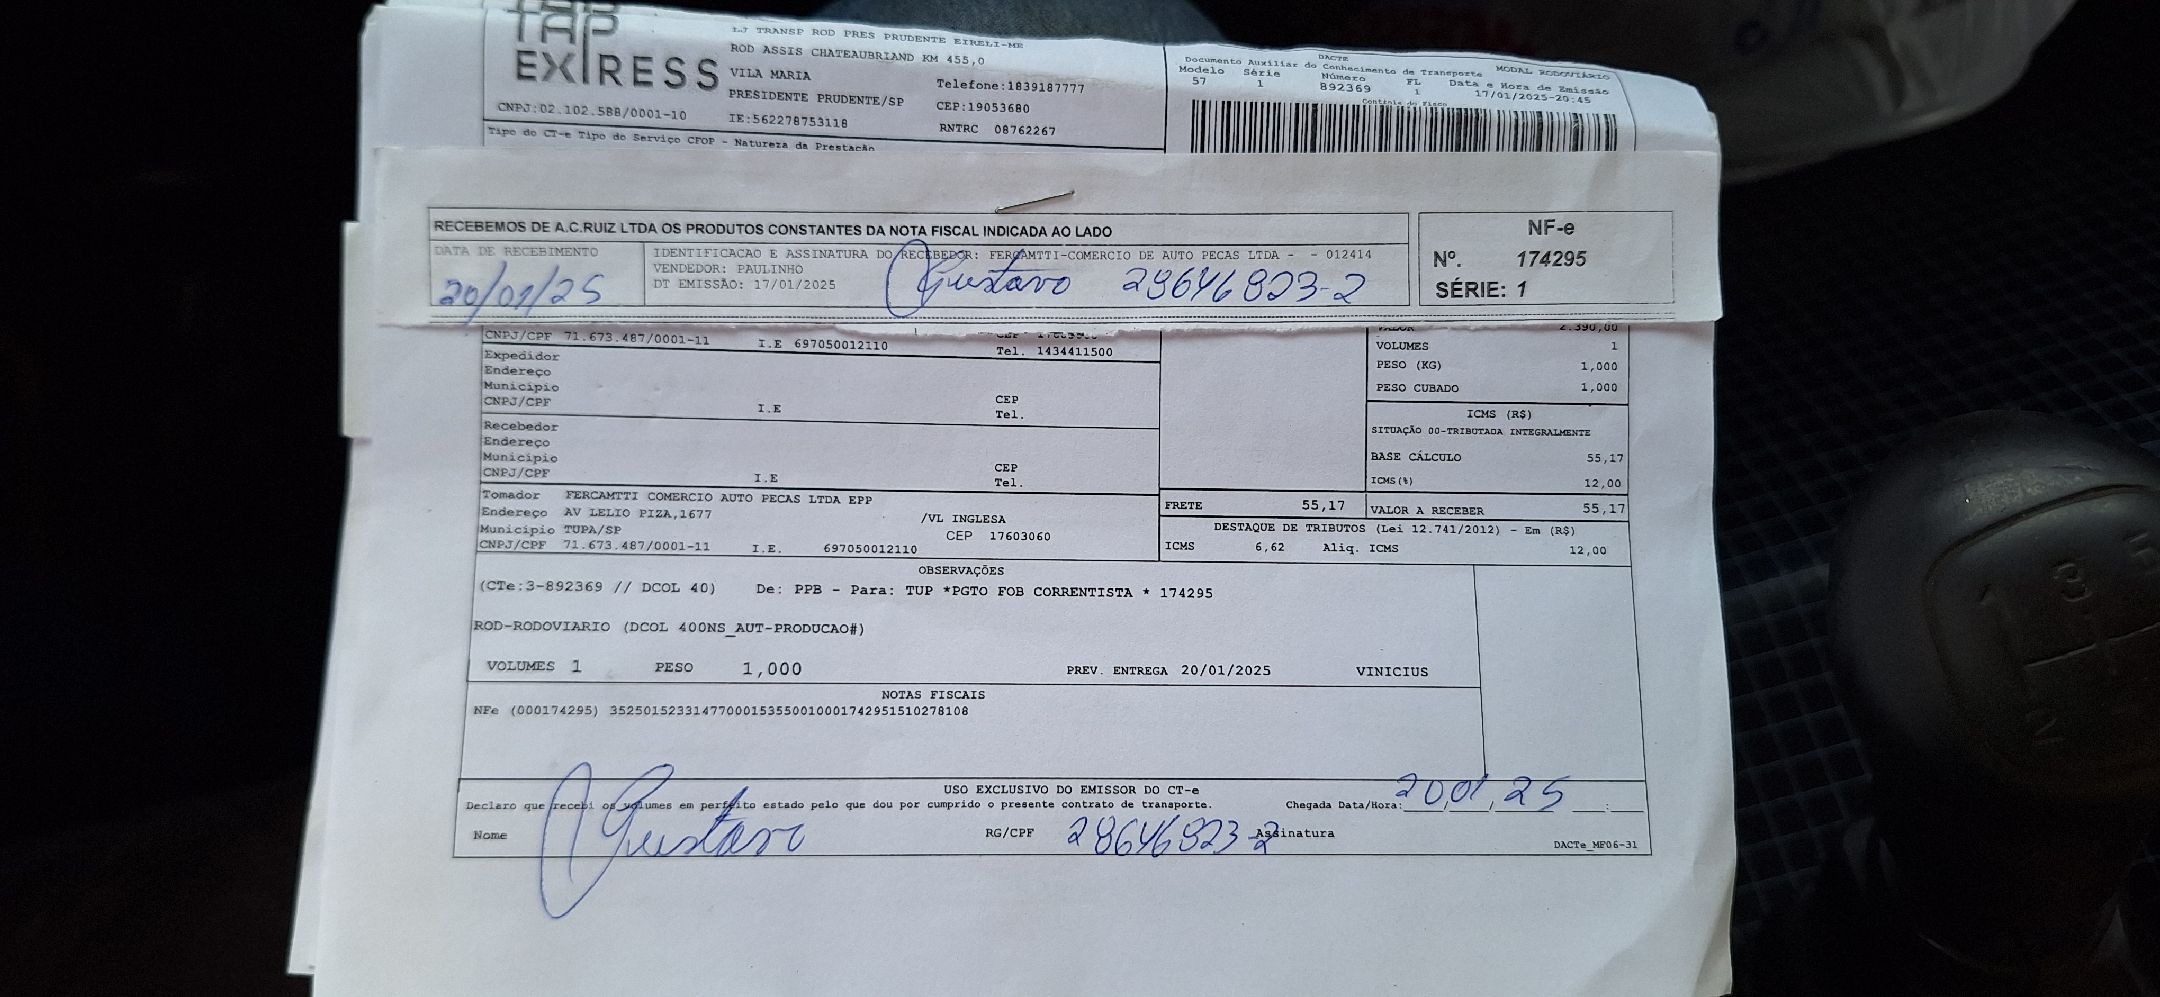 TAP
EXPRESS
LJ TRANSP ROD PRES PRUDENTE EIRELI-ME
ROD ASSIS CHATEAUBRIAND KM 455,0
VILA MARIA
Telefone:1839187777
PRESIDENTE PRUDENTE/SP
CEP:19053680
CNPJ:02.102.588/0001-10
IE:562278753118
RNTRC 08762267
Tipo do CT-e Tipo do Serviço CFOP - Natureza da Prestação
DACTE
MODAL RODOVIÁRIO
Documento Auxiliar do Conhecimento de Transporte
Modelo Série Número FL Data e Hora de Emissão
57 1 892369 1 17/01/2025-20:45
Controle do Fisco
RECEBEMOS DE A.C.RUIZ LTDA OS PRODUTOS CONSTANTES DA NOTA FISCAL INDICADA AO LADO
DATA DE RECEBIMENTO
20/01/25
IDENTIFICACAO E ASSINATURA DO RECEBEDOR: FERCAMTTI-COMERCIO DE AUTO PECAS LTDA - - 012414
VENDEDOR: PAULINHO
DT EMISSÃO: 17/01/2025
Gustavo 28646823-2
NF-e
Nº. 174295
SÉRIE: 1
CNPJ/CPF 71.673.487/0001-11 I.E 697050012110 Tel. 1434411500
Expedidor
Endereço
Município CEP
CNPJ/CPF I.E Tel.
Recebedor
Endereço
Município CEP
CNPJ/CPF I.E Tel.
Tomador FERCAMTTI COMERCIO AUTO PECAS LTDA EPP
Endereço AV LELIO PIZA,1677 /VL INGLESA
Município TUPA/SP CEP 17603060
CNPJ/CPF 71.673.487/0001-11 I.E. 697050012110
VALOR 2.390,00
VOLUMES 1
PESO (KG) 1,000
PESO CUBADO 1,000
ICMS (R$)
SITUAÇÃO 00-TRIBUTADA INTEGRALMENTE
BASE CÁLCULO 55,17
ICMS(%) 12,00
FRETE 55,17 VALOR A RECEBER 55,17
DESTAQUE DE TRIBUTOS (Lei 12.741/2012) - Em (R$)
ICMS 6,62 Aliq. ICMS 12,00
OBSERVAÇÕES
(CTe:3-892369 // DCOL 40) De: PPB - Para: TUP *PGTO FOB CORRENTISTA * 174295
ROD-RODOVIARIO (DCOL 400NS_AUT-PRODUCAO#)
VOLUMES 1 PESO 1,000 PREV. ENTREGA 20/01/2025 VINICIUS
NOTAS FISCAIS
NFe (000174295) 35250152331477000153550010001742951510278108
USO EXCLUSIVO DO EMISSOR DO CT-e
Declaro que recebi os volumes em perfeito estado pelo que dou por cumprido o presente contrato de transporte. Chegada Data/Hora: 20,01,25
Nome Gustavo RG/CPF 28646823-2 Assinatura
DACTe_MF06-31
1 3 5
2 N